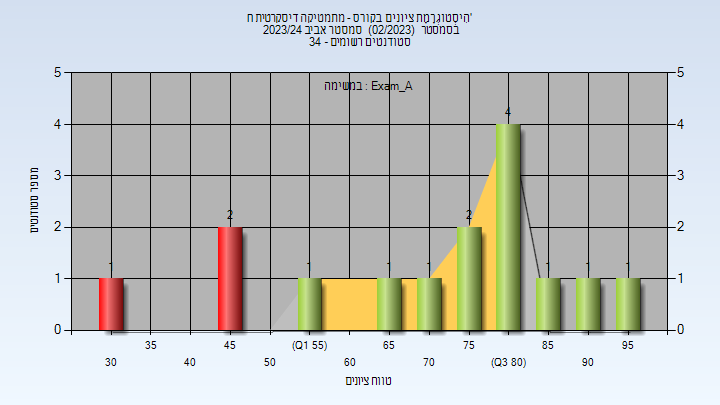 היסטוגרמת ציונים בקורס - מתמטיקה דיסקרטית ח'
בסמסטר (02/2023) סמסטר אביב 2023/24
סטודנטים רשומים - 34
במשימה : Exam_A
מספר סטודנטים
5 5
4 4
3 3
2 2
1 1
0 0
1 2 1 1 1 2 4 1 1 1
35 45 (Q1 55) 65 75 85 95
30 40 50 60 70 (Q3 80) 90
טווח ציונים